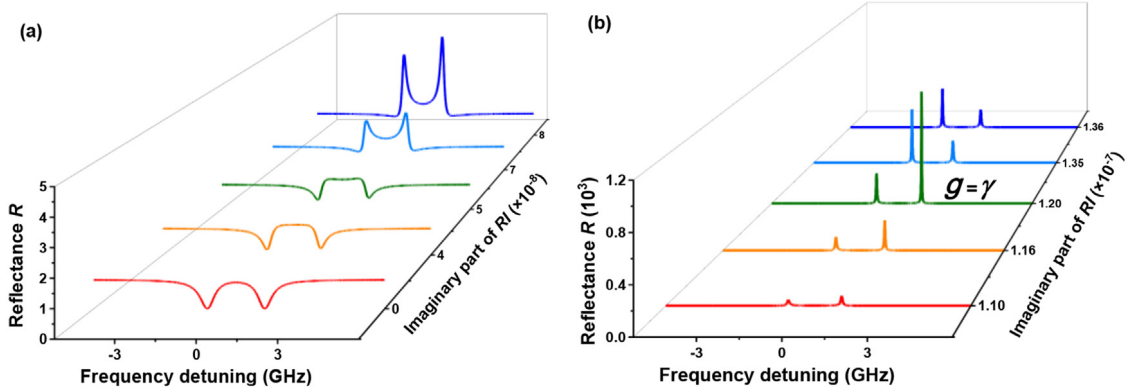 (a)
5
4
3
2
1
0
Reflectance R
-3
0
3
Frequency detuning (GHz)
0
4
5
7
8
Imaginary part of RI (×10⁻⁸)
(b)
1.2
0.8
0.4
0.0
Reflectance R (10³)
-3
0
3
Frequency detuning (GHz)
g = γ
1.10
1.16
1.20
1.35
1.36
Imaginary part of RI (×10⁻⁷)